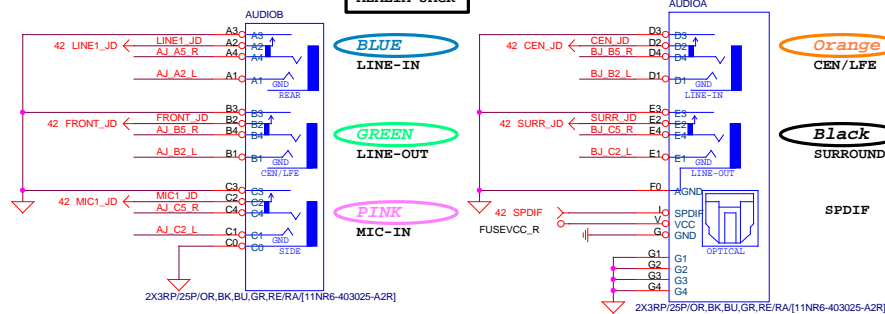 AUDIOB
AUDIOA
A3 A3
42 LINE1_JD LINE1_JD A2 A2
AJ_A5_R A4 A4
AJ_A2_L A1 A1
GND
REAR
BLUE
LINE-IN
B3 B3
42 FRONT_JD FRONT_JD B2 B2
AJ_B5_R B4 B4
AJ_B2_L B1 B1
GND
CEN/LFE
GREEN
LINE-OUT
C3 C3
42 MIC1_JD MIC1_JD C2 C2
AJ_C5_R C4 C4
AJ_C2_L C1 C1
C0 C0
GND
SIDE
PINK
MIC-IN
2X3RP/25P/OR,BK,BU,GR,RE/RA/[11NR6-403025-A2R]
D3 D3
42 CEN_JD CEN_JD D2 D2
BJ_B5_R D4 D4
BJ_B2_L D1 D1
GND
LINE-IN
Orange
CEN/LFE
E3 E3
42 SURR_JD SURR_JD E2 E2
BJ_C5_R E4 E4
BJ_C2_L E1 E1
GND
LINE-OUT
Black
SURROUND
F0 AGND
42 SPDIF I SPDIF
FUSEVCC_R V VCC
G GND
OPTICAL
SPDIF
G1 G1
G2 G2
G3 G3
G4 G4
2X3RP/25P/OR,BK,BU,GR,RE/RA/[11NR6-403025-A2R]